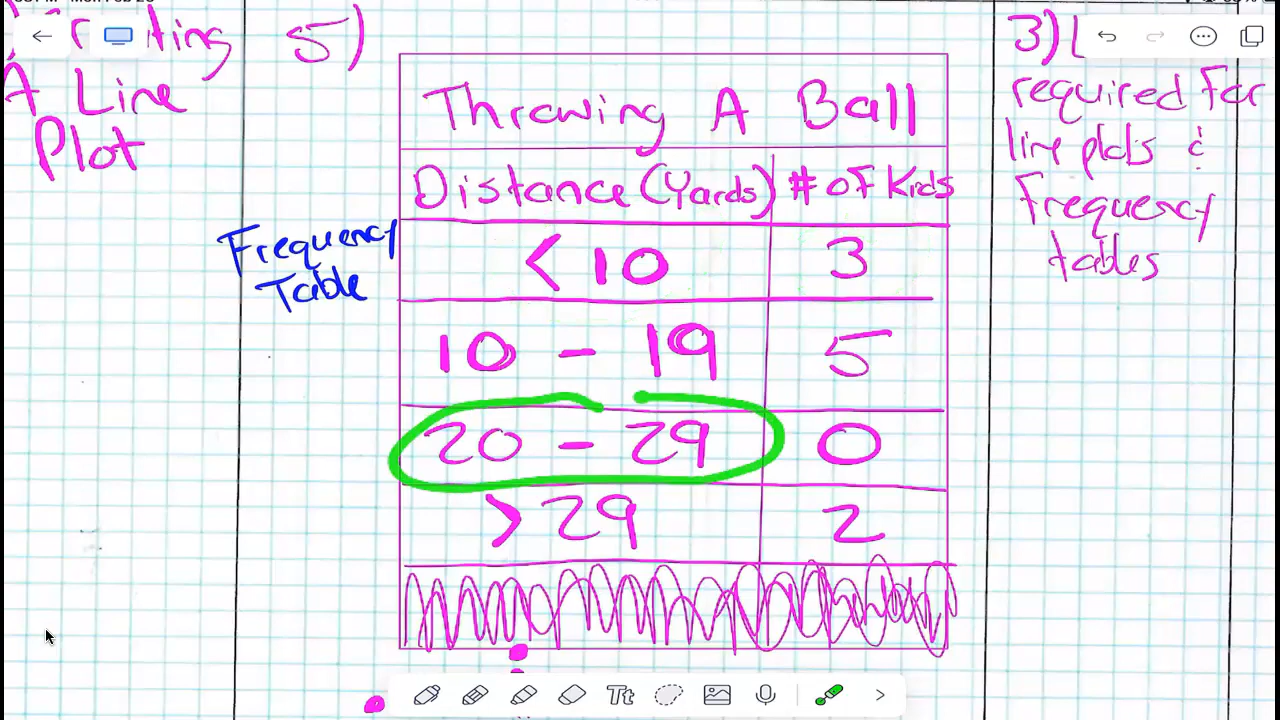 A Line
Plot
5)
Throwing A Ball
Distance (Yards) # of Kids
Frequency
Table
< 10 3
10 - 19 5
20 - 29 0
> 29 2
3)
required For
line plots &
Frequency
tables
Tt